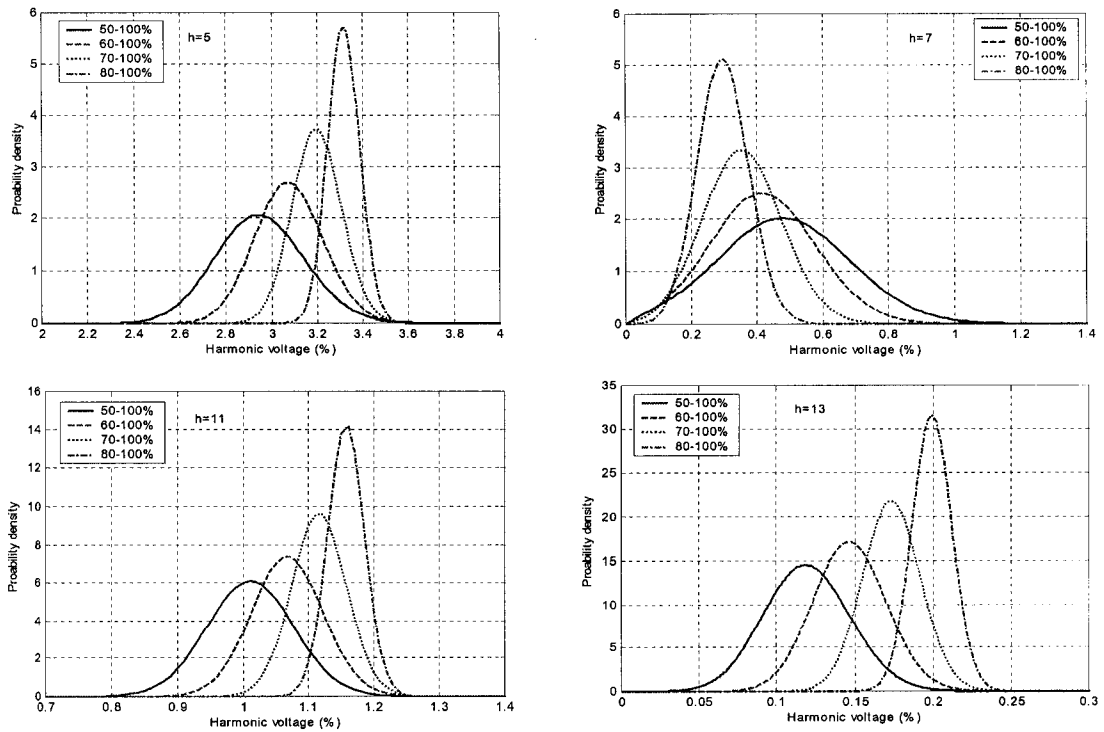 h=5
50-100%
60-100%
70-100%
80-100%
6
5
4
3
2
1
0
Proability density
2 2.2 2.4 2.6 2.8 3 3.2 3.4 3.6 3.8 4
Harmonic voltage (%)
h=7
50-100%
60-100%
70-100%
80-100%
6
5
4
3
2
1
0
Proability density
0 0.2 0.4 0.6 0.8 1 1.2 1.4
Harmonic voltage (%)
h=11
50-100%
60-100%
70-100%
80-100%
16
14
12
10
8
6
4
2
0
Proability density
0.7 0.8 0.9 1 1.1 1.2 1.3 1.4
Harmonic voltage (%)
h=13
50-100%
60-100%
70-100%
80-100%
35
30
25
20
15
10
5
0
Proability density
0 0.05 0.1 0.15 0.2 0.25 0.3
Harmonic voltage (%)